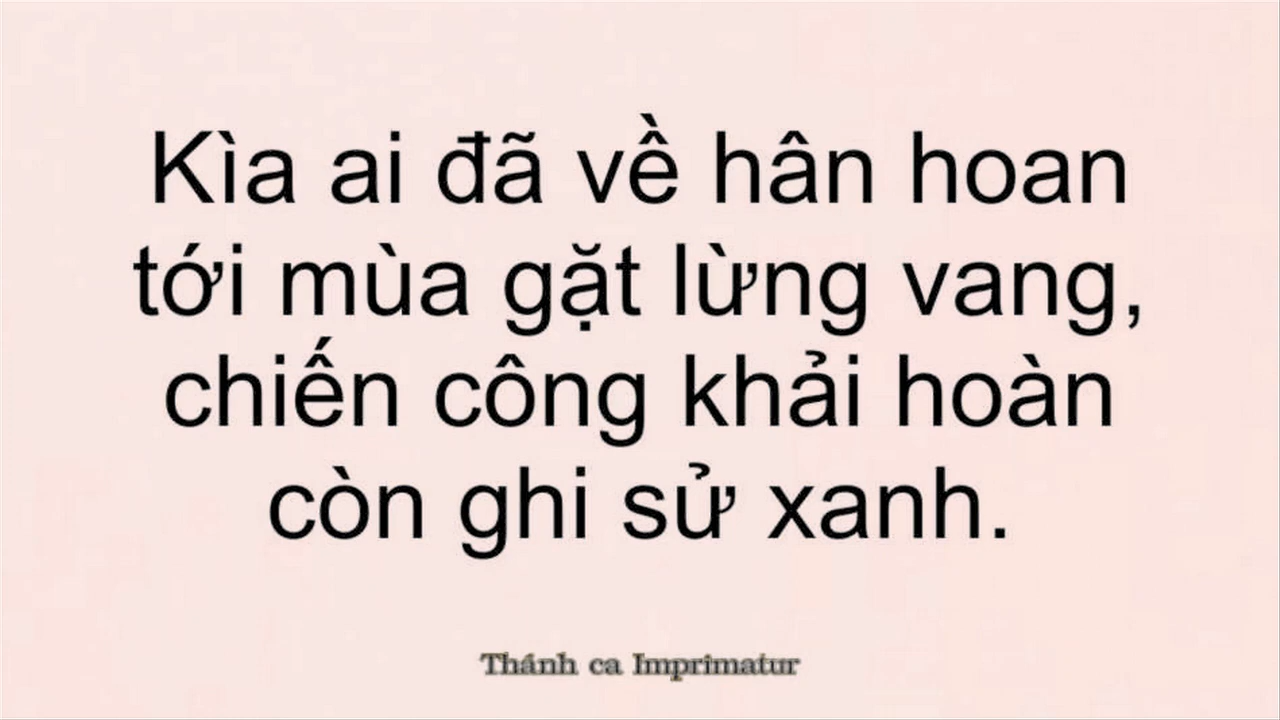 Kìa ai đã về hân hoan
tới mùa gặt lừng vang,
chiến công khải hoàn
còn ghi sử xanh.
Thánh ca Imprimatur